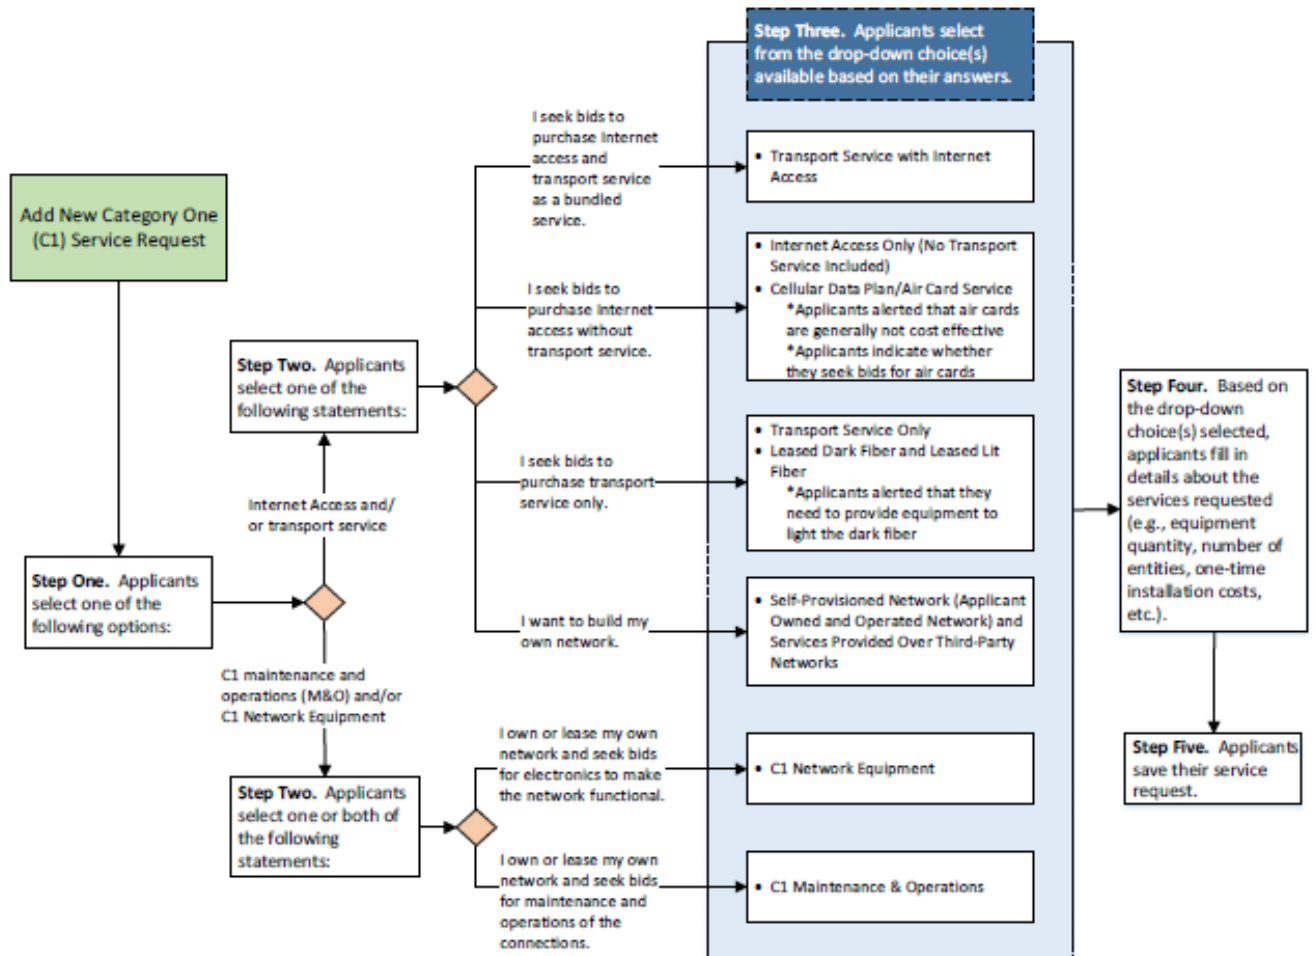 Step Three. Applicants select
from the drop-down choice(s)
available based on their answers.
I seek bids to
purchase Internet
access and
transport service
as a bundled
service.
• Transport Service with Internet
Access
Add New Category One
(C1) Service Request
I seek bids to
purchase Internet
access without
transport service.
• Internet Access Only (No Transport
Service Included)
• Cellular Data Plan/Air Card Service
*Applicants alerted that air cards
are generally not cost effective
*Applicants indicate whether
they seek bids for air cards
Step Two. Applicants
select one of the
following statements:
Step Four. Based on
the drop-down
choice(s) selected,
applicants fill in
details about the
services requested
(e.g., equipment
quantity, number of
entities, one-time
installation costs,
etc.).
I seek bids to
purchase transport
service only.
• Transport Service Only
• Leased Dark Fiber and Leased Lit
Fiber
*Applicants alerted that they
need to provide equipment to
light the dark fiber
Internet Access and/
or transport service
Step One. Applicants
select one of the
following options:
I want to build my
own network.
• Self-Provisioned Network (Applicant
Owned and Operated Network) and
Services Provided Over Third-Party
Networks
C1 maintenance and
operations (M&O) and/or
C1 Network Equipment
I own or lease my own
network and seek bids
for electronics to make
the network functional.
• C1 Network Equipment
Step Five. Applicants
save their service
request.
Step Two. Applicants
select one or both of
the following
statements:
I own or lease my own
network and seek bids
for maintenance and
operations of the
connections.
• C1 Maintenance & Operations